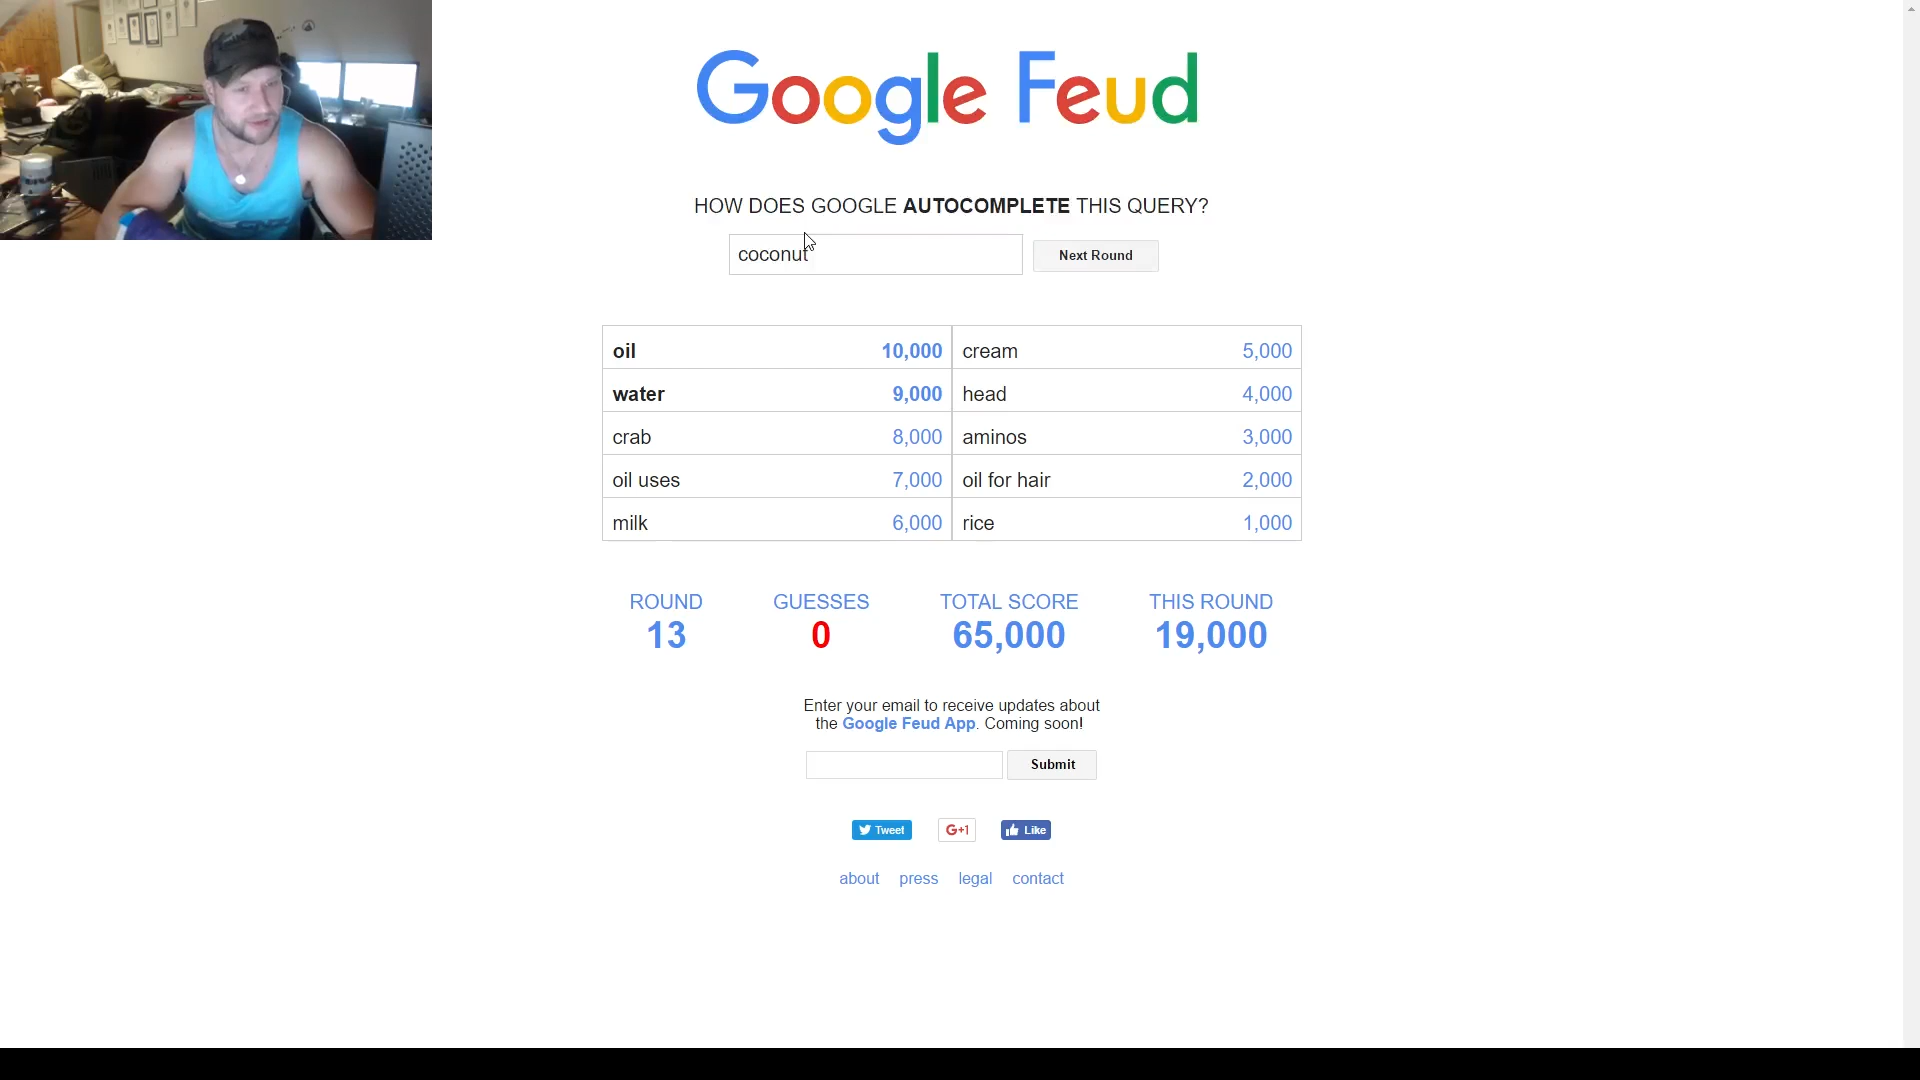 Google Feud
HOW DOES GOOGLE AUTOCOMPLETE THIS QUERY?
coconut
Next Round
oil 10,000 cream 5,000
water 9,000 head 4,000
crab 8,000 aminos 3,000
oil uses 7,000 oil for hair 2,000
milk 6,000 rice 1,000
ROUND GUESSES TOTAL SCORE THIS ROUND
13 0 65,000 19,000
Enter your email to receive updates about
the Google Feud App. Coming soon!
Submit
Tweet G+1 Like
about press legal contact